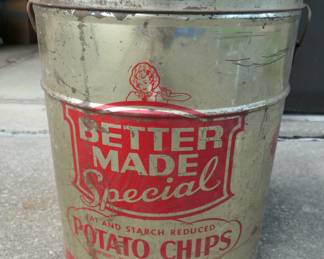 BETTER
MADE
Special
FAT AND STARCH REDUCED
POTATO CHIPS